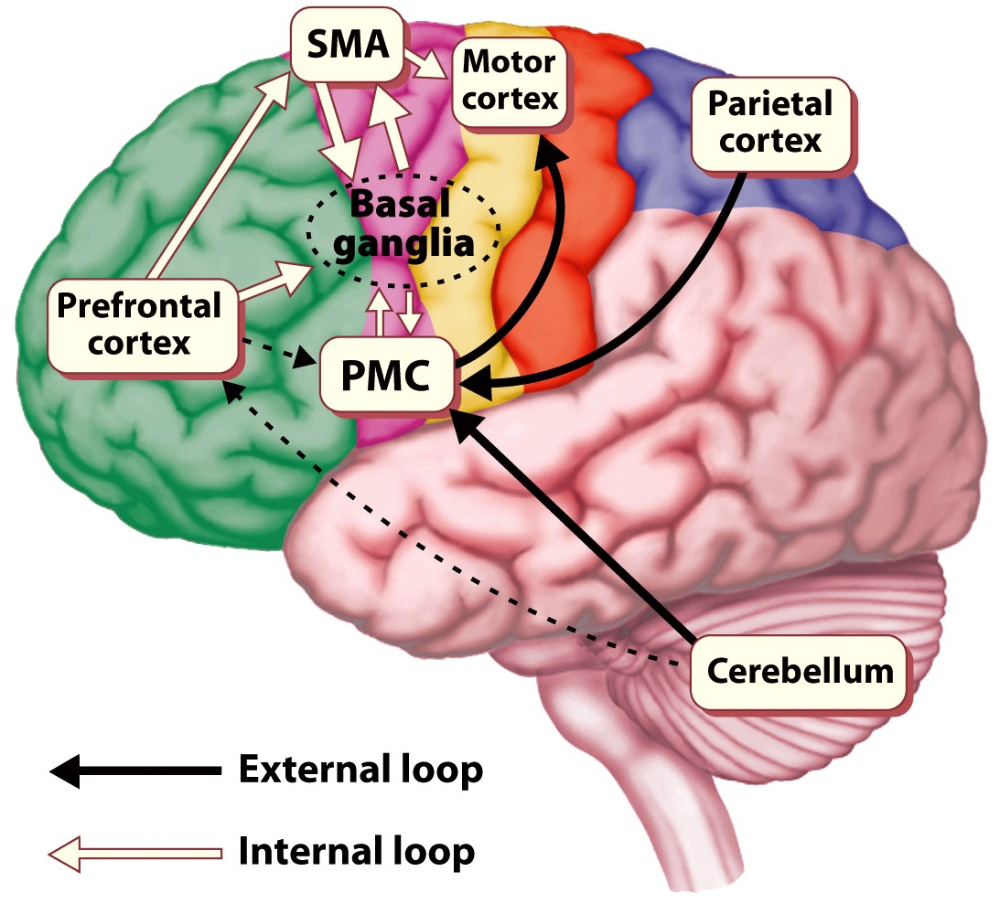 SMA
Motor
cortex
Parietal
cortex
Basal
ganglia
Prefrontal
cortex
PMC
Cerebellum
External loop
Internal loop